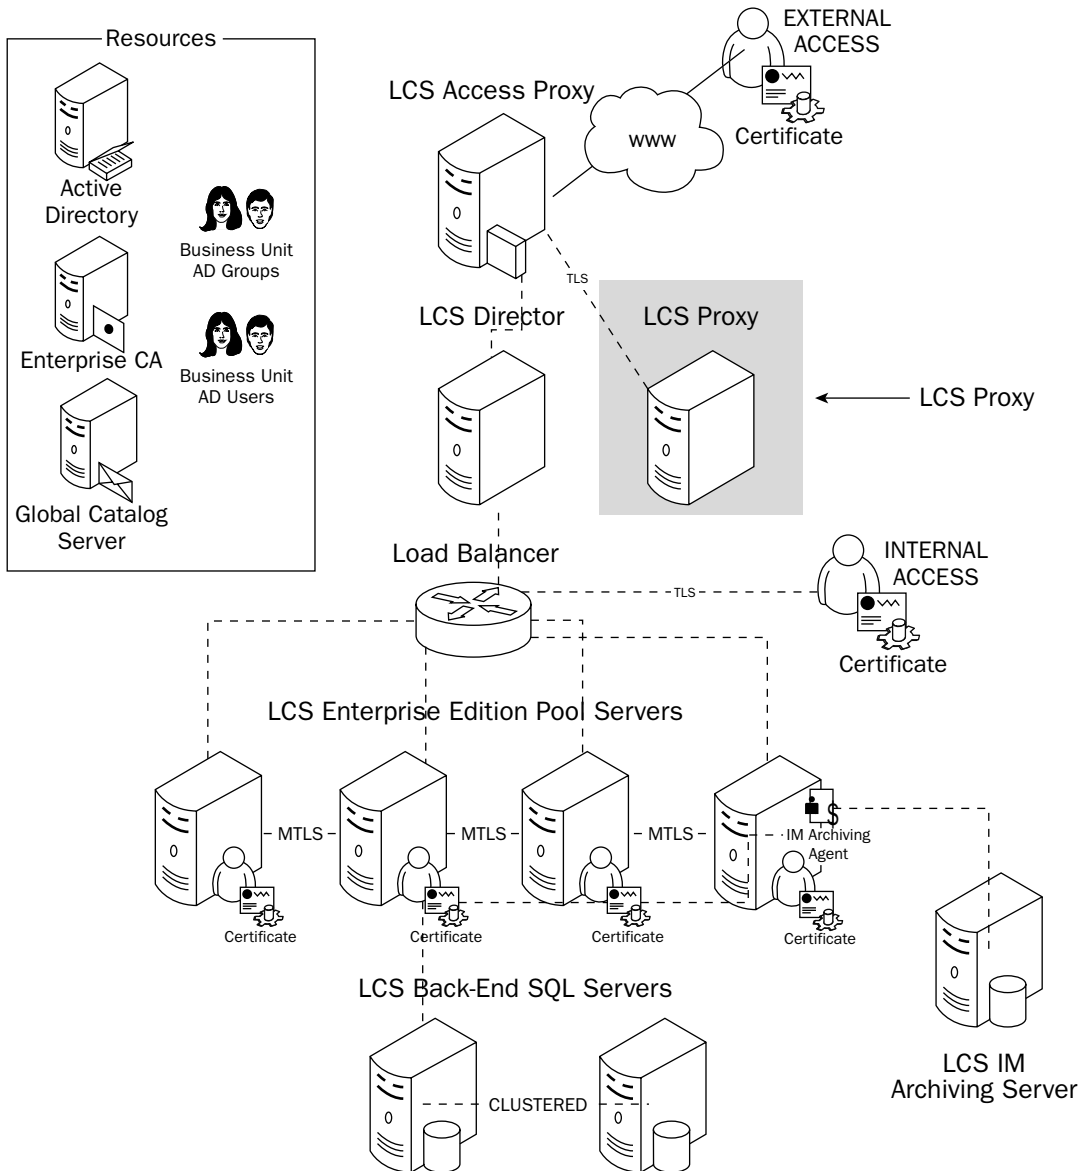 Resources
Active
Directory
Business Unit
AD Groups
Enterprise CA
Business Unit
AD Users
Global Catalog
Server
EXTERNAL
ACCESS
Certificate
LCS Access Proxy
www
TLS
LCS Director
LCS Proxy
LCS Proxy
Load Balancer
TLS
INTERNAL
ACCESS
Certificate
LCS Enterprise Edition Pool Servers
MTLS
MTLS
MTLS
$
IM Archiving
Agent
Certificate
Certificate
Certificate
Certificate
LCS Back-End SQL Servers
CLUSTERED
LCS IM
Archiving Server